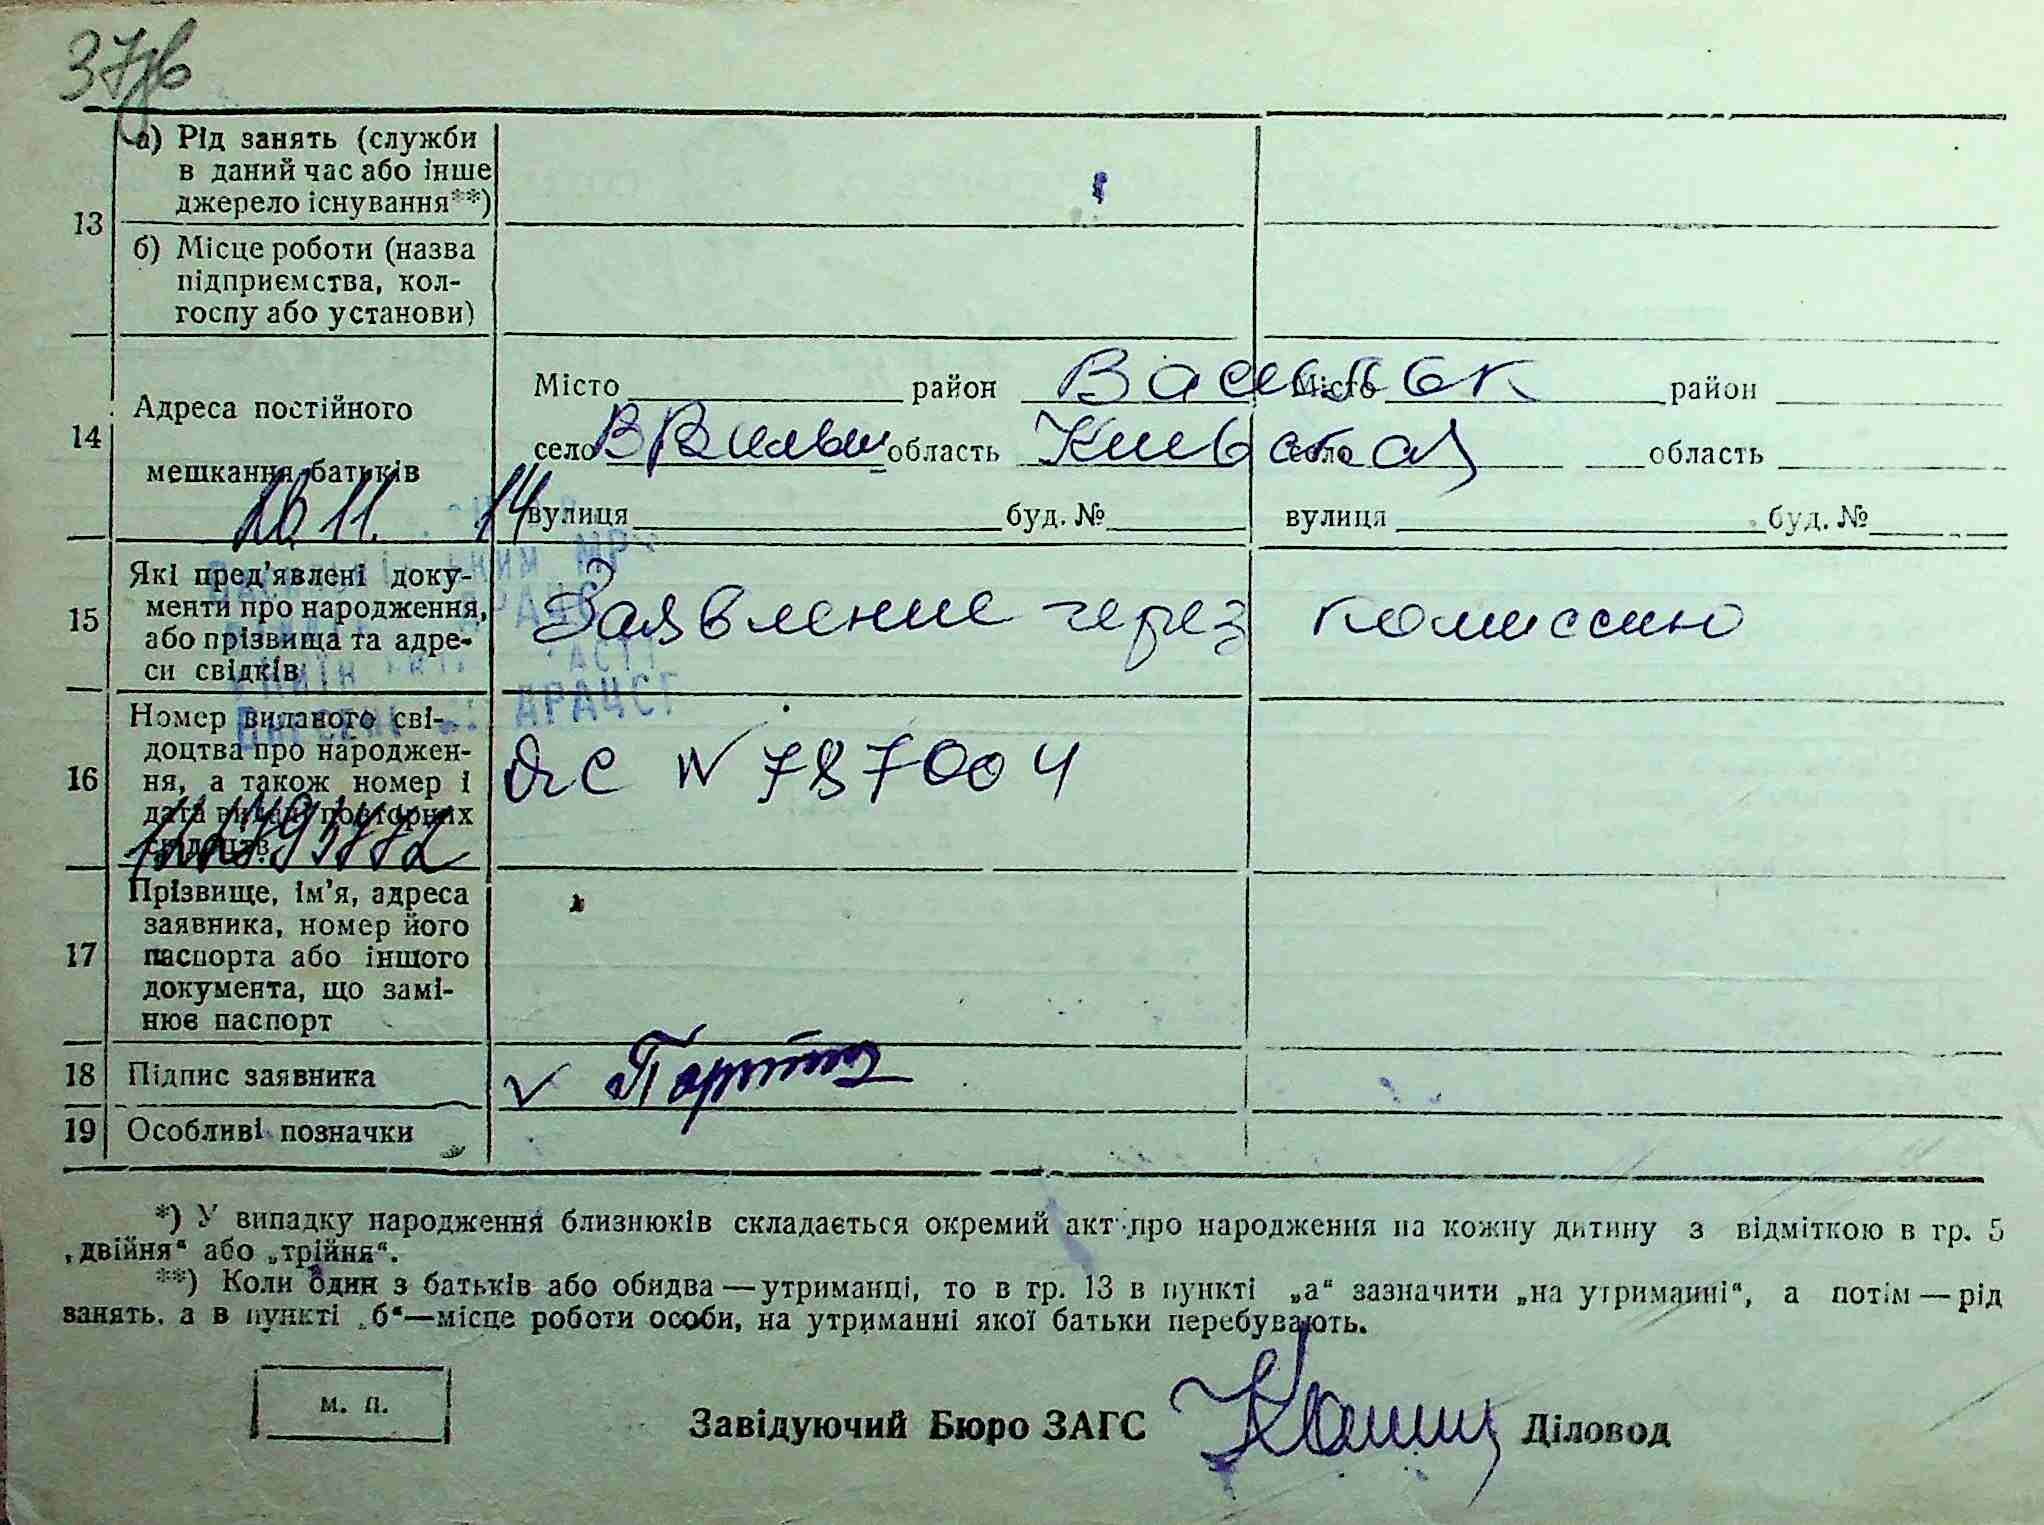 37
а) Рід занять (служби
в даний час або інше
джерело існування**)
13
б) Місце роботи (назва
підприємства, кол-
госпу або установи)
Місто район Васильк Місто район
14 Адреса постійного
село область Киевская село область
мешкання батьків
вулиця буд. № вулиця буд. №
16 11. 14
15 Які пред'явлені доку-
менти про народження,
або прізвища та адре-
си свідків
Заявление через комиссию
16 Номер виданого сві-
доцтва про народжен-
ня, а також номер і
дата видачі повторних
свідоцтв
N 787004
17 Прізвище, ім'я, адреса
заявника, номер його
паспорта або іншого
документа, що замі-
нює паспорт
18 Підпис заявника
19 Особливі позначки
*) У випадку народження близнюків складається окремий акт про народження на кожну дитину з відміткою в гр. 5
„двійня“ або „трійня“.
**) Коли один з батьків або обидва — утриманці, то в гр. 13 в пункті „а“ зазначити „на утриманні“, а потім — рід
занять, а в пункті „б“—місце роботи особи, на утриманні якої батьки перебувають.
м. п.
Завідуючий Бюро ЗАГС Діловод